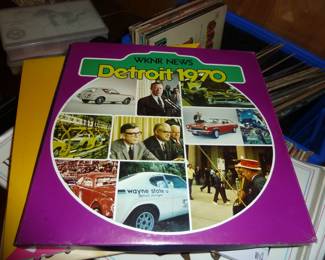 WKNR NEWS
Detroit 1970
wayne state